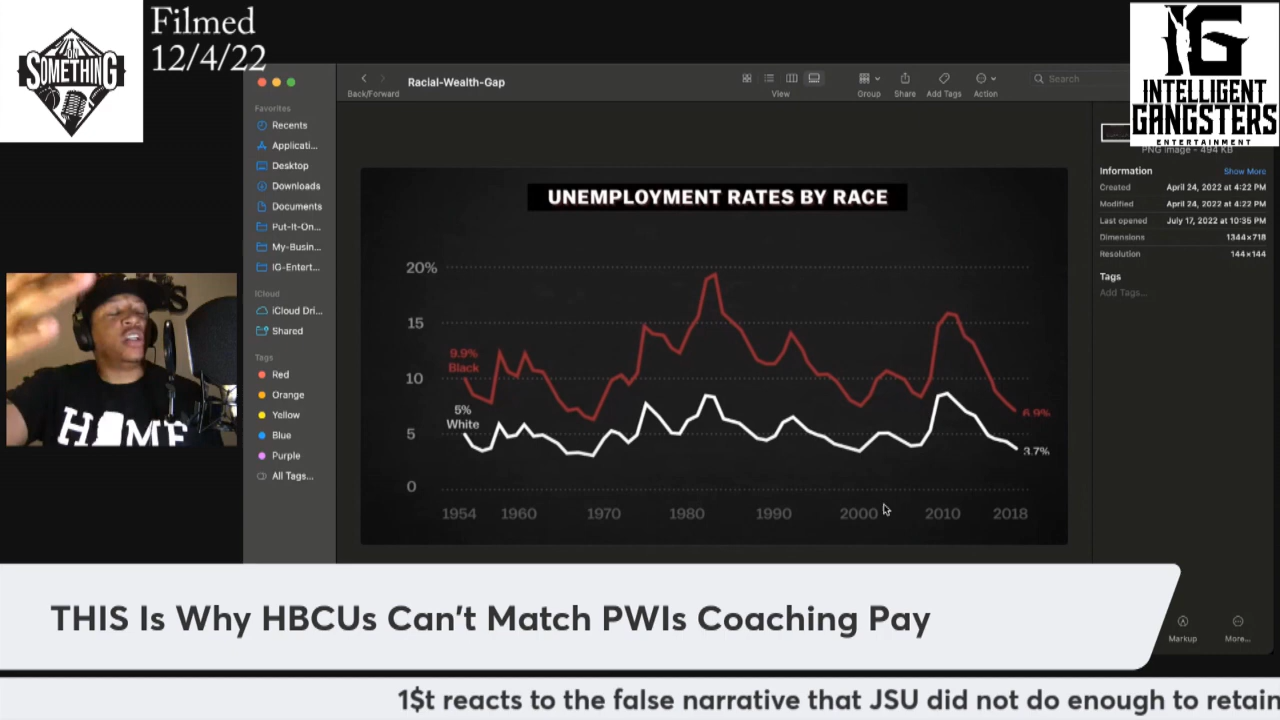 PUT IT ON
SOMETHING
Filmed
12/4/22
IG
INTELLIGENT
GANGSTERS
ENTERTAINMENT
Racial-Wealth-Gap
Back/Forward
View
Group
Share
Add Tags
Action
Search
Favorites
Recents
Applicati...
Desktop
Downloads
Documents
Put-It-On...
My-Busin...
IG-Entert...
iCloud
iCloud Dri...
Shared
Tags
Red
Orange
Yellow
Blue
Purple
All Tags...
UNEMPLOYMENT RATES BY RACE
20%
15
10
5
0
9.9%
Black
5%
White
6.9%
3.7%
1954 1960 1970 1980 1990 2000 2010 2018
PNG image - 494 KB
Information Show More
Created April 24, 2022 at 4:22 PM
Modified April 24, 2022 at 4:22 PM
Last opened July 17, 2022 at 10:35 PM
Dimensions 1344×718
Resolution 144×144
Tags
Add Tags...
Markup
More...
H ME
THIS Is Why HBCUs Can't Match PWIs Coaching Pay
1$t reacts to the false narrative that JSU did not do enough to retain